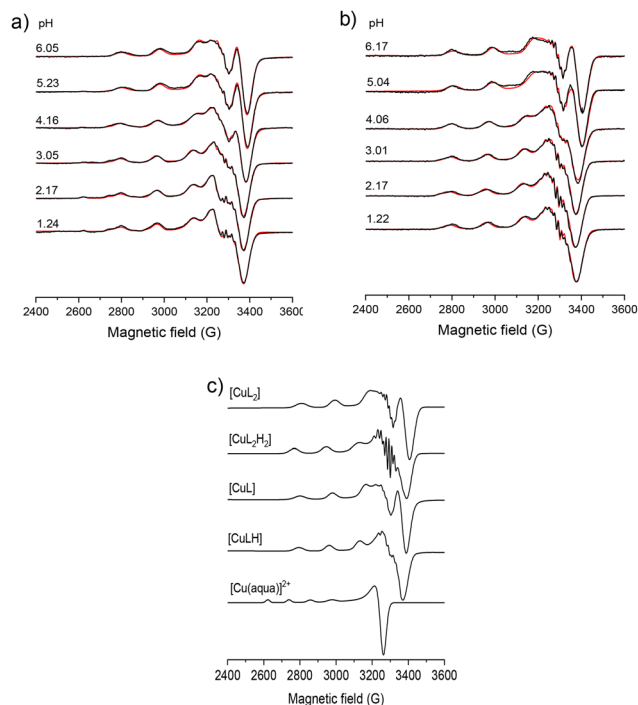 a)
pH
6.05
5.23
4.16
3.05
2.17
1.24
2400 2600 2800 3000 3200 3400 3600
Magnetic field (G)
b)
pH
6.17
5.04
4.06
3.01
2.17
1.22
2400 2600 2800 3000 3200 3400 3600
Magnetic field (G)
c)
[CuL₂]
[CuL₂H₂]
[CuL]
[CuLH]
[Cu(aqua)]²⁺
2400 2600 2800 3000 3200 3400 3600
Magnetic field (G)